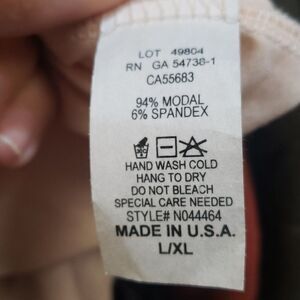 LOT 49804
RN GA 54738-1
CA55683
94% MODAL
6% SPANDEX
HAND WASH COLD
HANG TO DRY
DO NOT BLEACH
SPECIAL CARE NEEDED
STYLE# N044464
MADE IN U.S.A.
L/XL